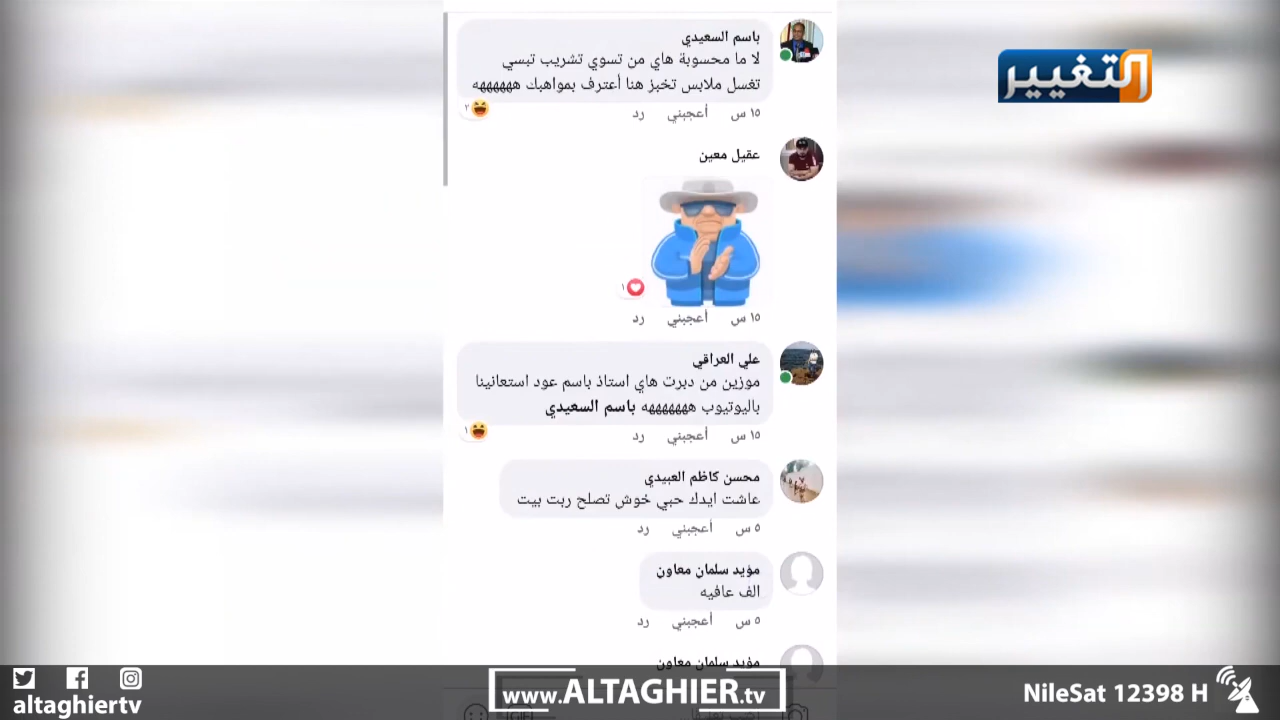 التغيير
باسم السعيدي
لا ما محسوبة هاي من تسوي تشريب تبسي
تغسل ملابس تخبز هنا أعترف بمواهبك ههههههه
٢
١٥ س أعجبني رد
عقيل معين
١
١٥ س أعجبني رد
علي العراقي
موزين من دبرت هاي استاذ باسم عود استعانينا
باليوتيوب هههههههه باسم السعيدي
١
١٥ س أعجبني رد
محسن كاظم العبيدي
عاشت ايدك حبي خوش تصلح ربت بيت
٥ س أعجبني رد
مؤيد سلمان معاون
الف عافيه
٥ س أعجبني رد
مؤيد سلمان معاون
altaghiertv
www.ALTAGHIER.tv
NileSat 12398 H